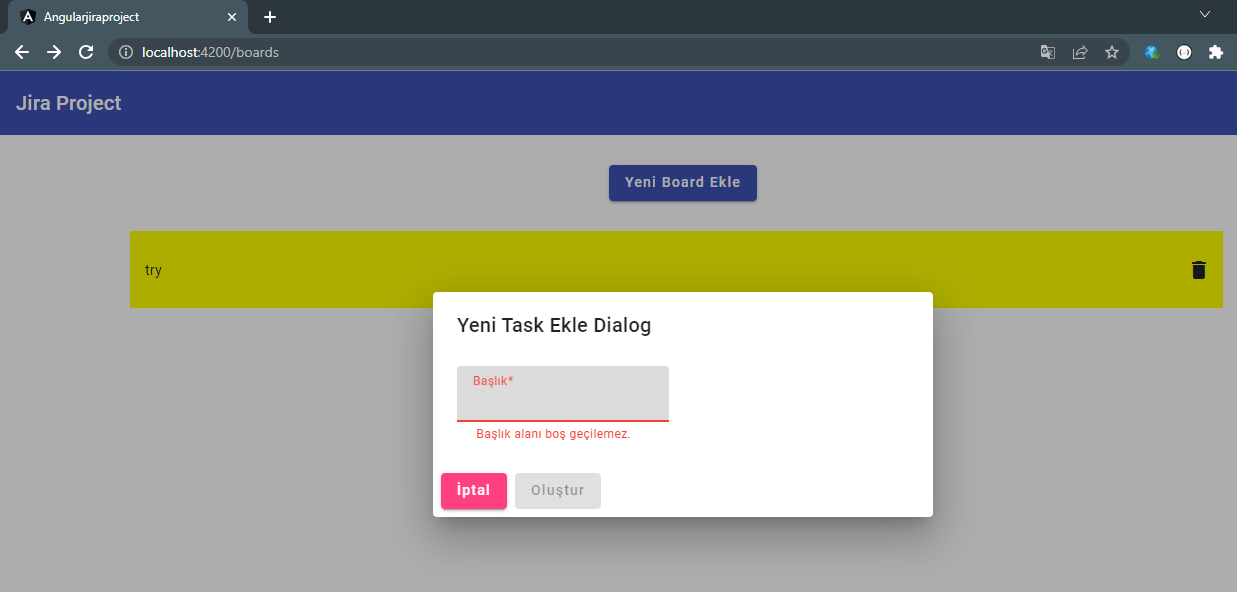 Angularjiraproject
localhost:4200/boards
Jira Project
Yeni Board Ekle
try
Yeni Task Ekle Dialog
Başlık*
Başlık alanı boş geçilemez.
İptal
Oluştur